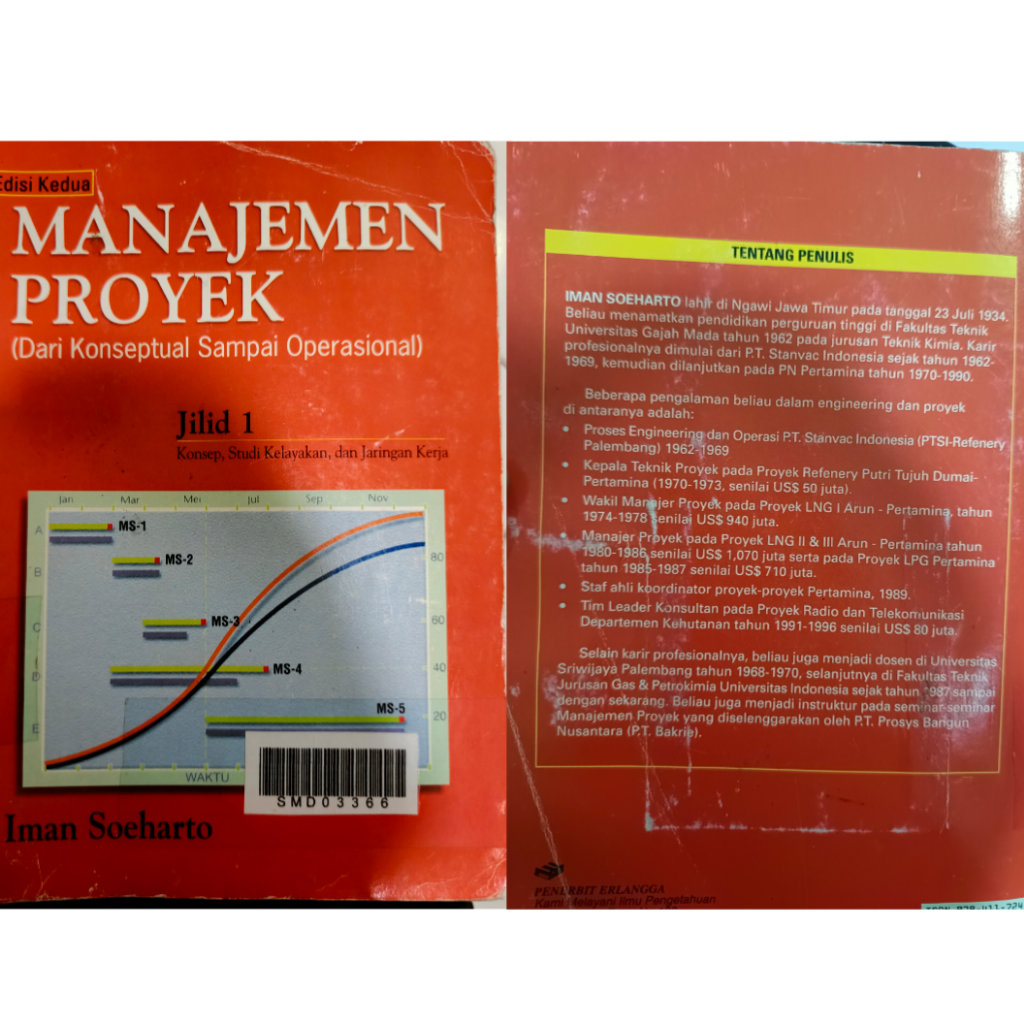 Edisi Kedua
MANAJEMEN
PROYEK
(Dari Konseptual Sampai Operasional)
Jilid 1
Konsep, Studi Kelayakan, dan Jaringan Kerja
Jan Mar Mei Jul Sep Nov
A MS-1
80
B MS-2
C MS-3 60
D MS-4 40
MS-5
E 20
WAKTU
SMD03366
Iman Soeharto
TENTANG PENULIS
IMAN SOEHARTO lahir di Ngawi Jawa Timur pada tanggal 23 Juli 1934.
Beliau menamatkan pendidikan perguruan tinggi di Fakultas Teknik
Universitas Gajah Mada tahun 1962 pada jurusan Teknik Kimia. Karir
profesionalnya dimulai dari P.T. Stanvac Indonesia sejak tahun 1962-
1969, kemudian dilanjutkan pada PN Pertamina tahun 1970-1990.
Beberapa pengalaman beliau dalam engineering dan proyek
di antaranya adalah:
• Proses Engineering dan Operasi P.T. Stanvac Indonesia (PTSI-Refenery
Palembang) 1962-1969
• Kepala Teknik Proyek pada Proyek Refenery Putri Tujuh Dumai-
Pertamina (1970-1973, senilai US$ 50 juta).
• Wakil Manajer Proyek pada Proyek LNG I Arun - Pertamina, tahun
1974-1978 senilai US$ 940 juta.
• Manajer Proyek pada Proyek LNG II & III Arun - Pertamina tahun
1980-1986 senilai US$ 1,070 juta serta pada Proyek LPG Pertamina
tahun 1985-1987 senilai US$ 710 juta.
• Staf ahli koordinator proyek-proyek Pertamina, 1989.
• Tim Leader Konsultan pada Proyek Radio dan Telekomunikasi
Departemen Kehutanan tahun 1991-1996 senilai US$ 80 juta.
Selain karir profesionalnya, beliau juga menjadi dosen di Universitas
Sriwijaya Palembang tahun 1968-1970, selanjutnya di Fakultas Teknik
Jurusan Gas & Petrokimia Universitas Indonesia sejak tahun 1987 sampai
dengan sekarang. Beliau juga menjadi instruktur pada seminar-seminar
Manajemen Proyek yang diselenggarakan oleh P.T. Prosys Bangun
Nusantara (P.T. Bakrie).
PENERBIT ERLANGGA
Kami Melayani Ilmu Pengetahuan